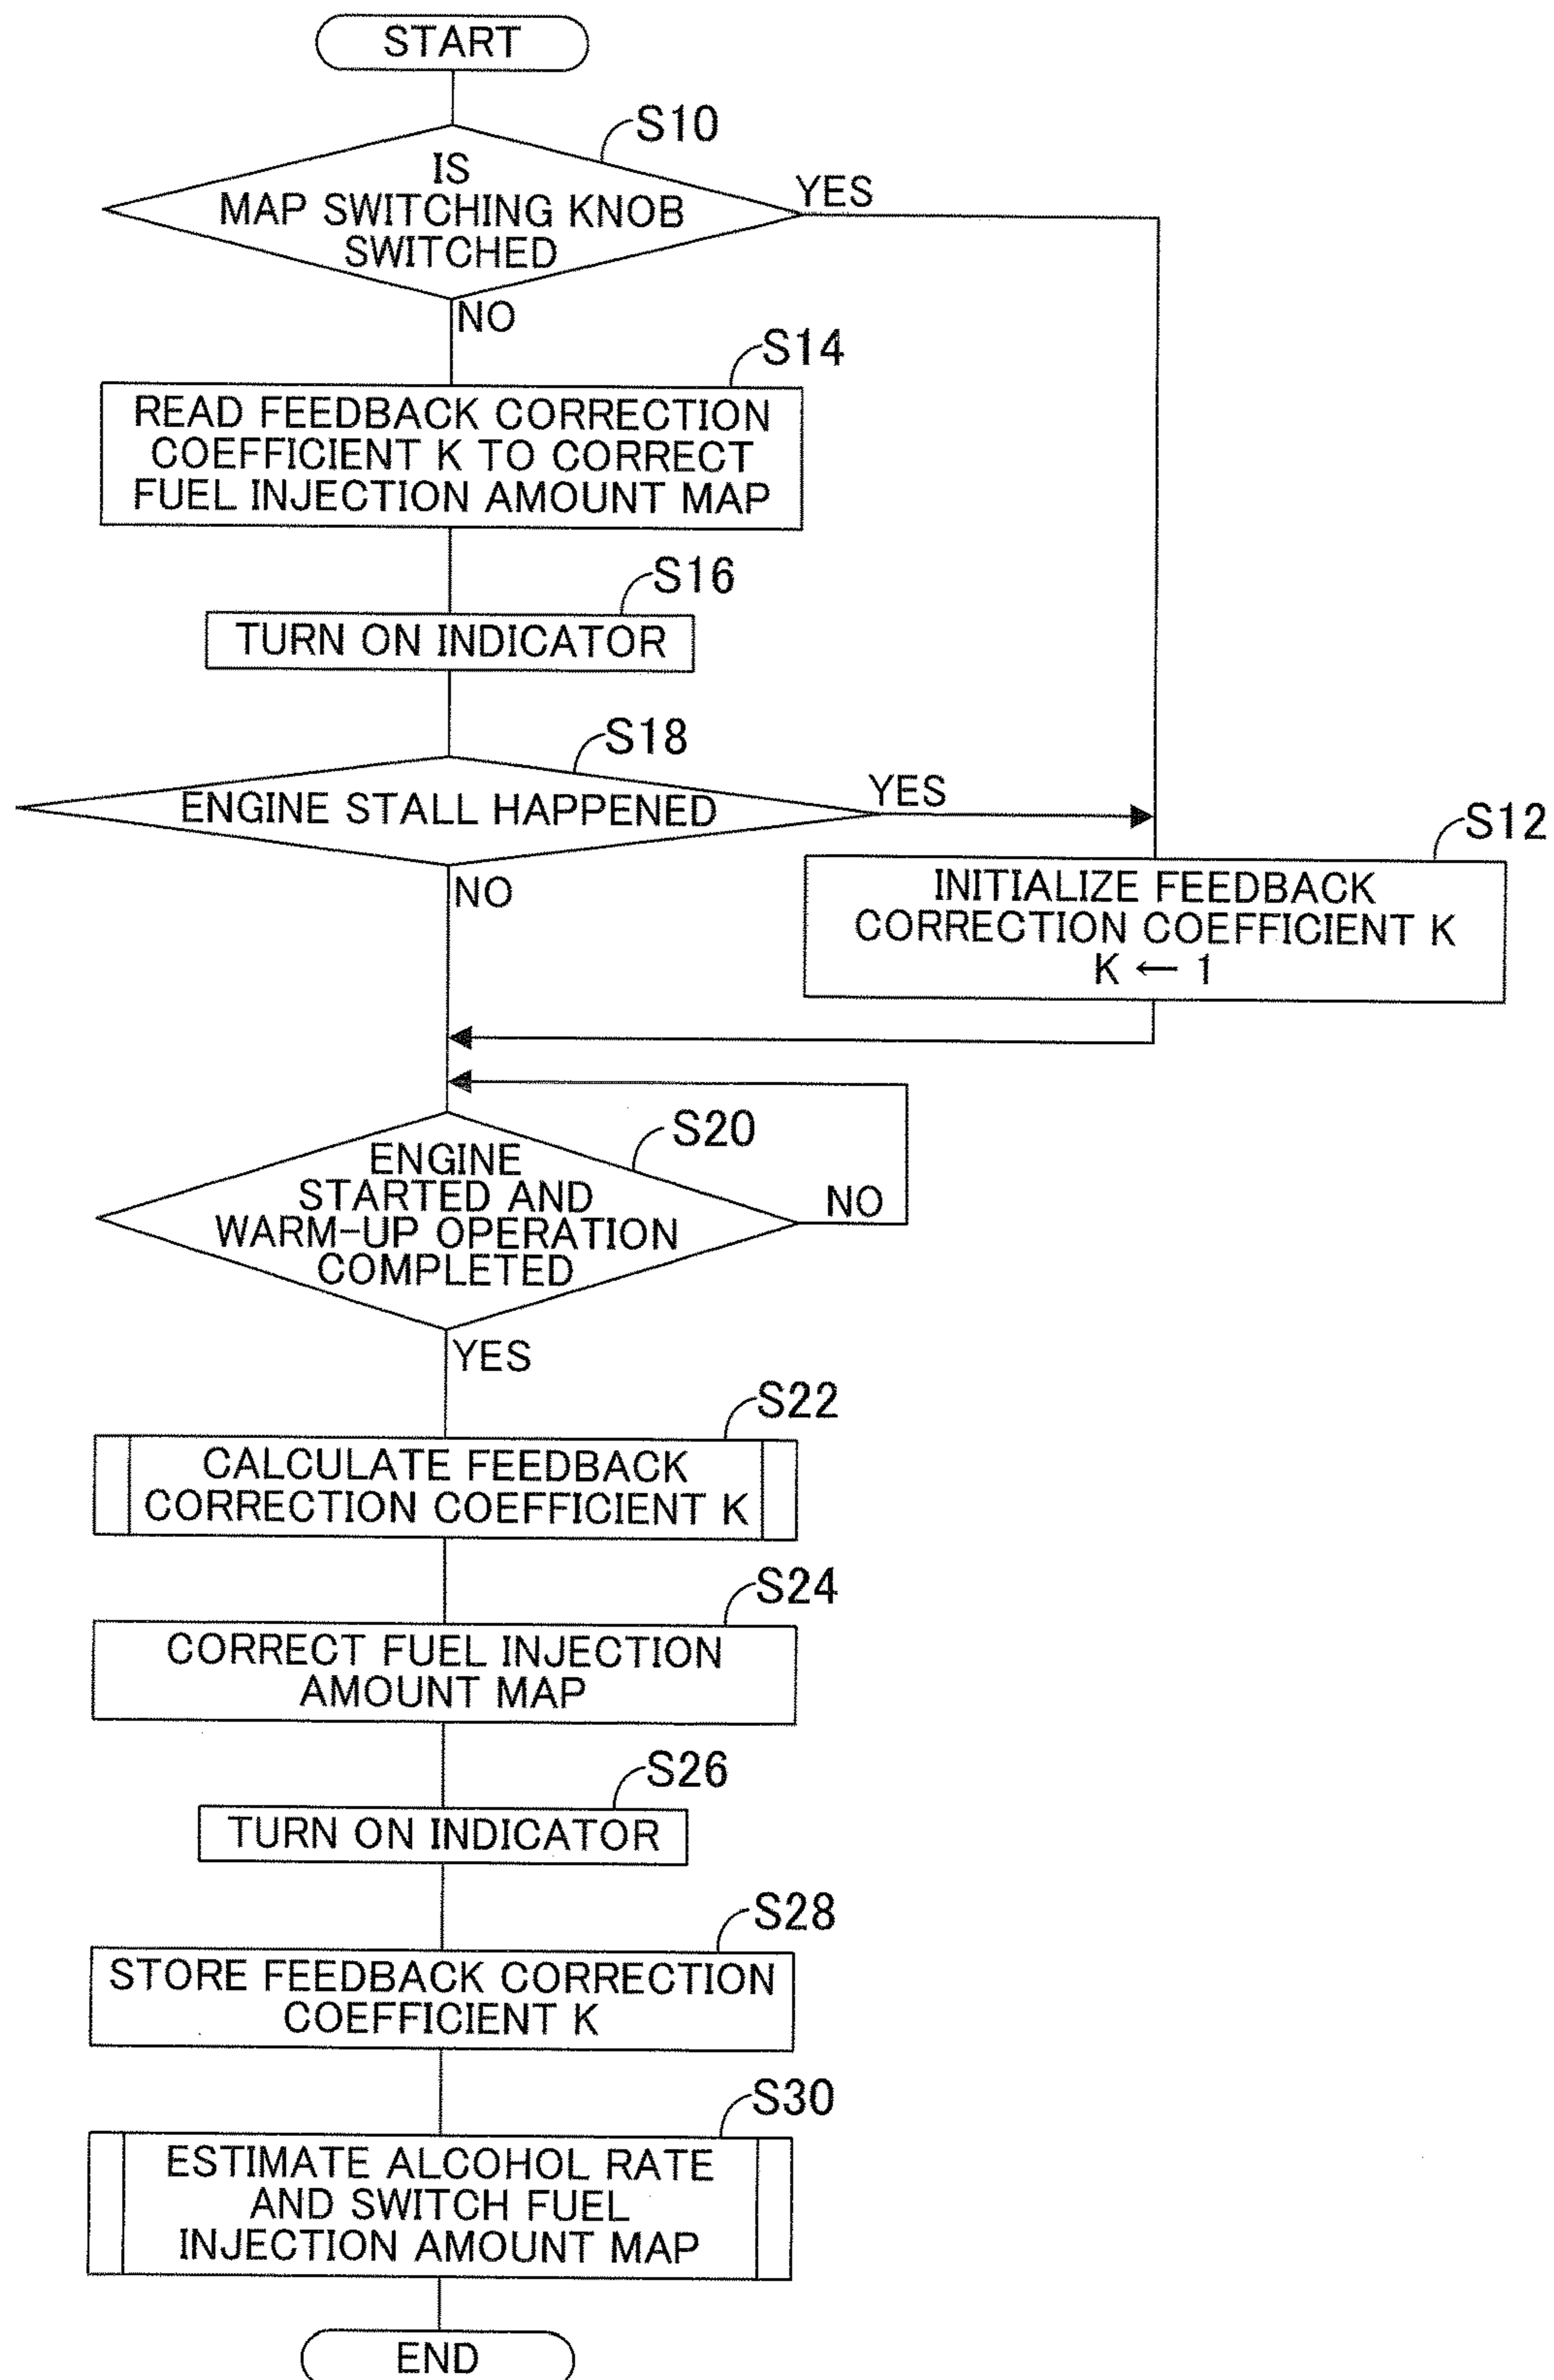 START
S10
IS
MAP SWITCHING KNOB
SWITCHED
YES
NO
S14
READ FEEDBACK CORRECTION
COEFFICIENT K TO CORRECT
FUEL INJECTION AMOUNT MAP
S16
TURN ON INDICATOR
S18
ENGINE STALL HAPPENED
YES
NO
S12
INITIALIZE FEEDBACK
CORRECTION COEFFICIENT K
K ← 1
S20
ENGINE
STARTED AND
WARM-UP OPERATION
COMPLETED
NO
YES
S22
CALCULATE FEEDBACK
CORRECTION COEFFICIENT K
S24
CORRECT FUEL INJECTION
AMOUNT MAP
S26
TURN ON INDICATOR
S28
STORE FEEDBACK CORRECTION
COEFFICIENT K
S30
ESTIMATE ALCOHOL RATE
AND SWITCH FUEL
INJECTION AMOUNT MAP
END